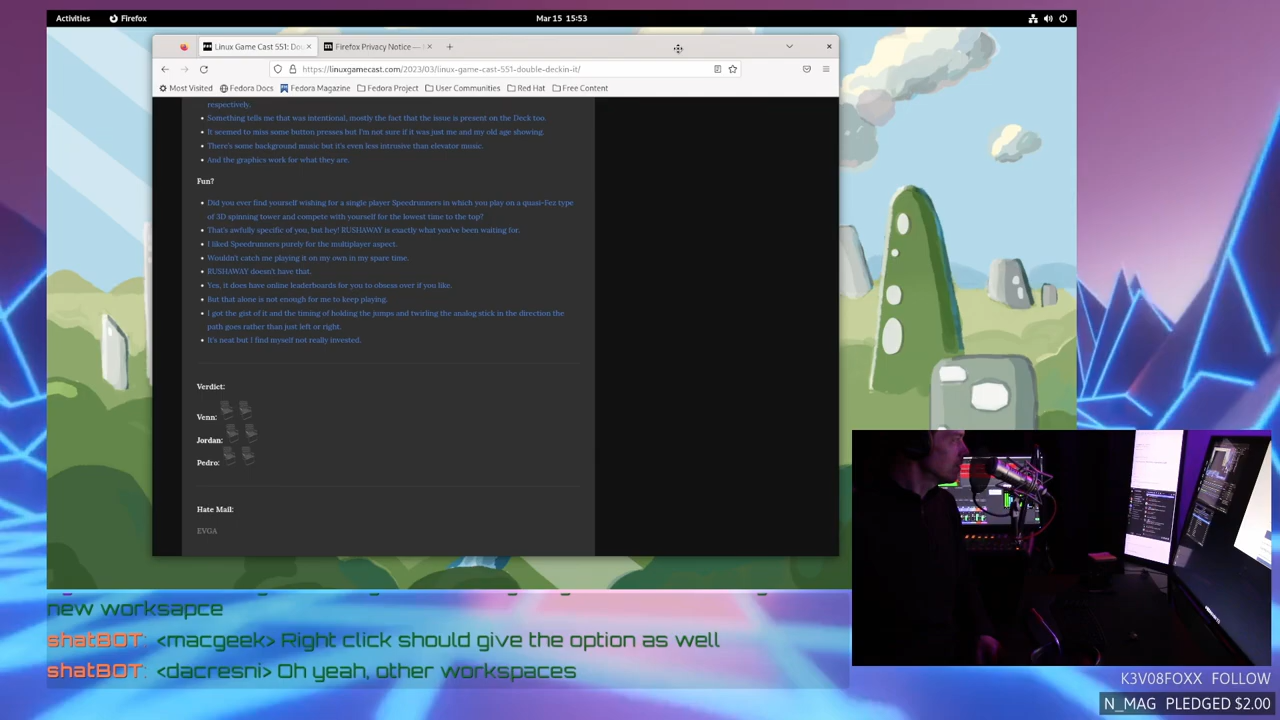 Activities
Firefox
Mar 15 15:53
Linux Game Cast 551: Dou
Firefox Privacy Notice —
https://linuxgamecast.com/2023/03/linux-game-cast-551-double-deckin-it/
Most Visited
Fedora Docs
Fedora Magazine
Fedora Project
User Communities
Red Hat
Free Content
respectively.
Something tells me that was intentional, mostly the fact that the issue is present on the Deck too.
It seemed to miss some button presses but I'm not sure if it was just me and my old age showing.
There's some background music but it's even less intrusive than elevator music.
And the graphics work for what they are.
Fun?
Did you ever find yourself wishing for a single player Speedrunners in which you play on a quasi-Fez type
of 3D spinning tower and compete with yourself for the lowest time to the top?
That's awfully specific of you, but hey! RUSHAWAY is exactly what you've been waiting for.
I liked Speedrunners purely for the multiplayer aspect.
Wouldn't catch me playing it on my own in my spare time.
RUSHAWAY doesn't have that.
Yes, it does have online leaderboards for you to obsess over if you like.
But that alone is not enough for me to keep playing.
I got the gist of it and the timing of holding the jumps and twirling the analog stick in the direction the
path goes rather than just left or right.
It's neat but I find myself not really invested.
Verdict:
Venn:
Jordan:
Pedro:
Hate Mail:
EVGA
new worksapce
shatBOT: <macgeek> Right click should give the option as well
shatBOT: <dacresni> Oh yeah, other workspaces
K3V08FOXX FOLLOW
N_MAG PLEDGED $2.00